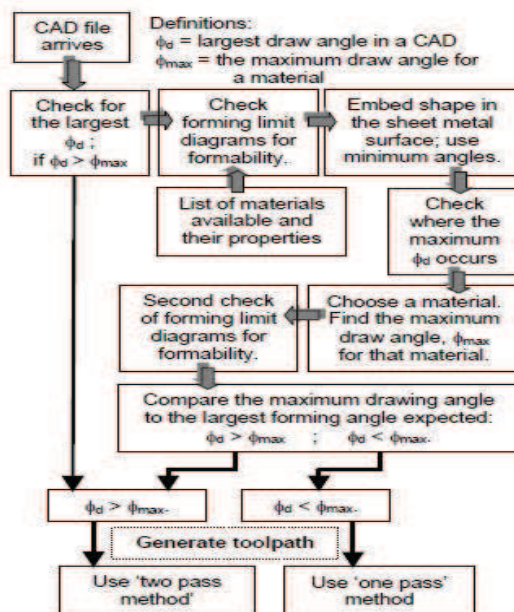 CAD file
arrives
Definitions:
ϕd = largest draw angle in a CAD
ϕmax = the maximum draw angle for
a material
Check for
the largest
ϕd ;
if ϕd > ϕmax
Check
forming limit
diagrams for
formability.
Embed shape in
the sheet metal
surface; use
minimum angles.
List of materials
available and
their properties
Check
where the
maximum
ϕd occurs
Second check
of forming limit
diagrams for
formability.
Choose a material.
Find the maximum
draw angle, ϕmax
for that material.
Compare the maximum drawing angle
to the largest forming angle expected:
ϕd > ϕmax ; ϕd < ϕmax.
ϕd > ϕmax.
ϕd < ϕmax.
Generate toolpath
Use 'two pass
method'
Use 'one pass'
method